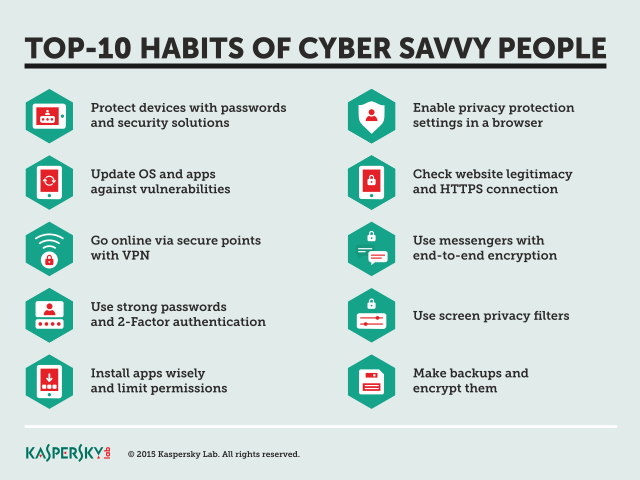 TOP-10 HABITS OF CYBER SAVVY PEOPLE
Protect devices with passwords
and security solutions
Update OS and apps
against vulnerabilities
Go online via secure points
with VPN
Use strong passwords
and 2-Factor authentication
Install apps wisely
and limit permissions
Enable privacy protection
settings in a browser
Check website legitimacy
and HTTPS connection
Use messengers with
end-to-end encryption
Use screen privacy filters
Make backups and
encrypt them
KASPERSKY lab
© 2015 Kaspersky Lab. All rights reserved.